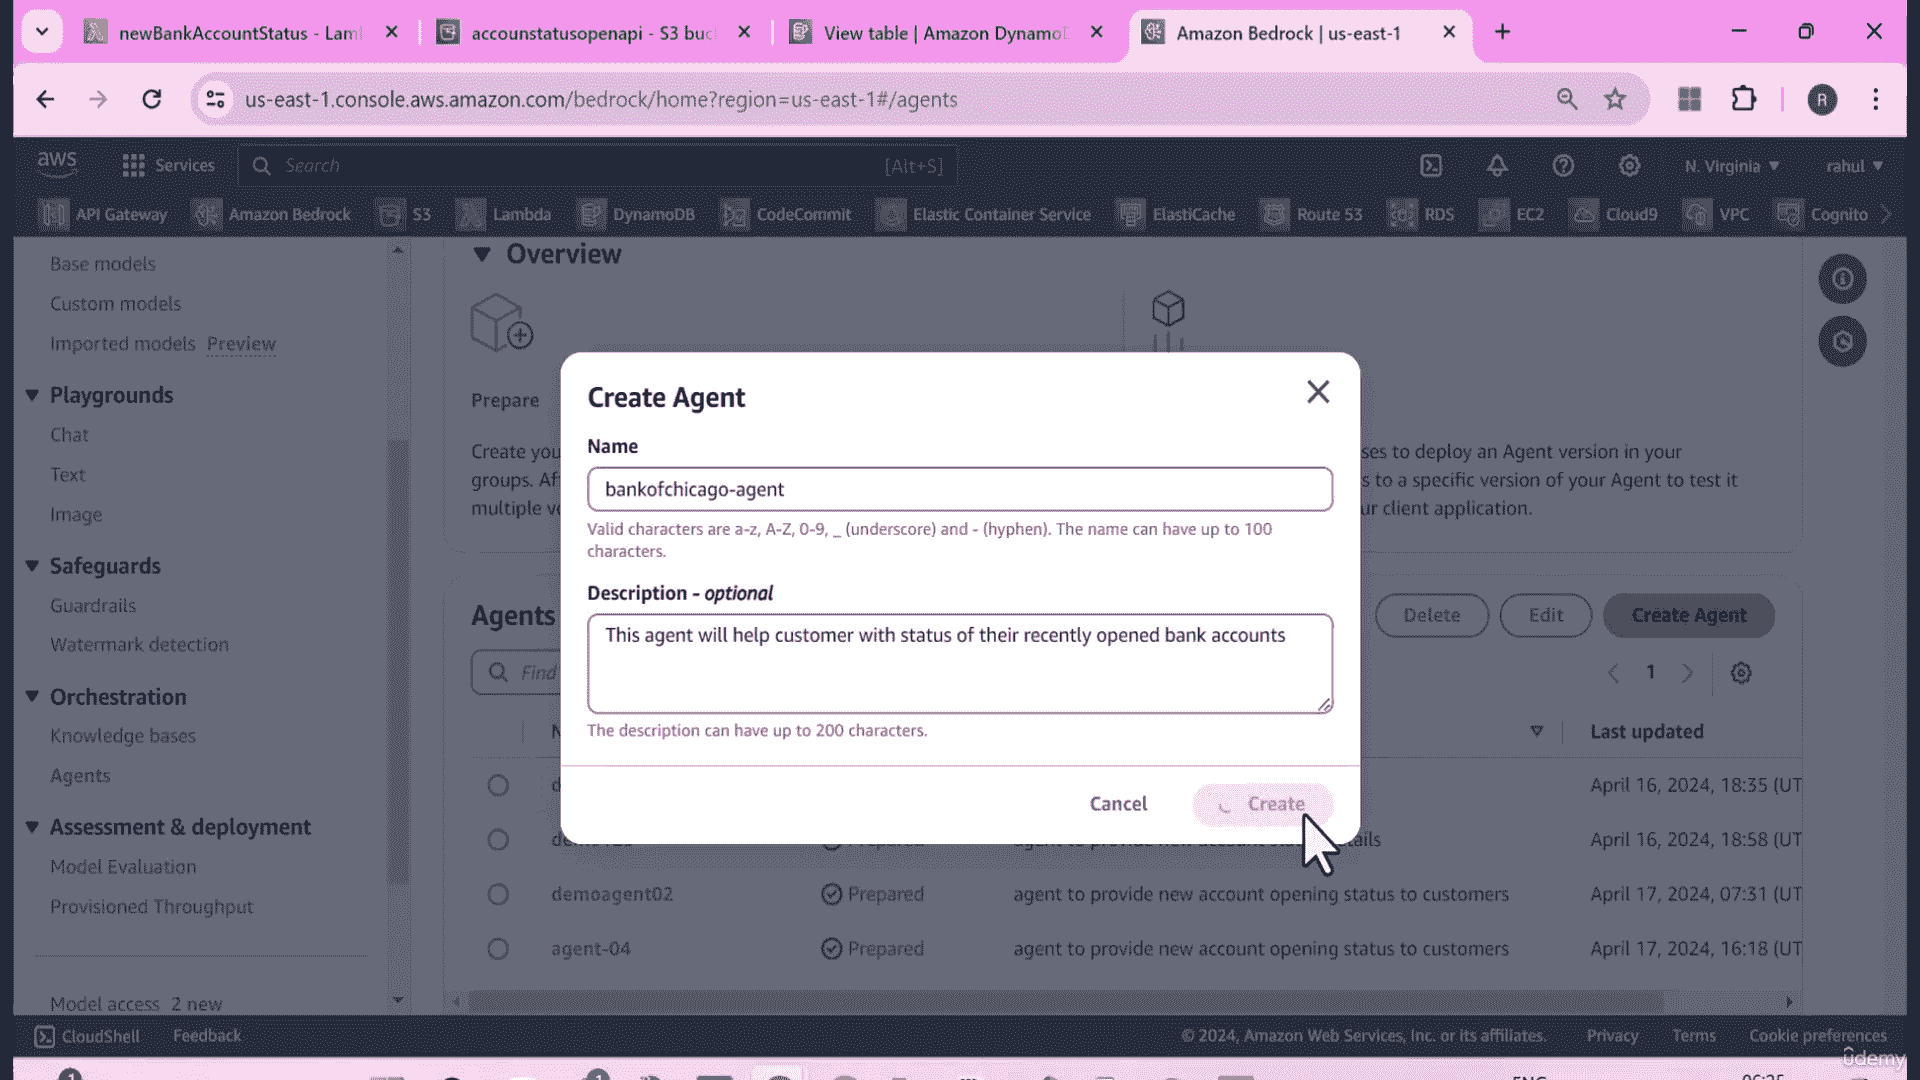 newBankAccountStatus - Lam
accounstatusopenapi - S3 buc
View table | Amazon Dynamo
Amazon Bedrock | us-east-1
us-east-1.console.aws.amazon.com/bedrock/home?region=us-east-1#/agents
R
aws
Services
Search
[Alt+S]
N. Virginia
rahul
API Gateway
Amazon Bedrock
S3
Lambda
DynamoDB
CodeCommit
Elastic Container Service
ElastiCache
Route 53
RDS
EC2
Cloud9
VPC
Cognito
Base models
Custom models
Imported models Preview
Playgrounds
Chat
Text
Image
Safeguards
Guardrails
Watermark detection
Orchestration
Knowledge bases
Agents
Assessment & deployment
Model Evaluation
Provisioned Throughput
Model access 2 new
Overview
Prepare
Create you
groups. Af
multiple v
ses to deploy an Agent version in your
s to a specific version of your Agent to test it
ur client application.
Create Agent
Name
bankofchicago-agent
Valid characters are a-z, A-Z, 0-9, _ (underscore) and - (hyphen). The name can have up to 100
characters.
Description - optional
This agent will help customer with status of their recently opened bank accounts
The description can have up to 200 characters.
Cancel
Create
Agents
Delete
Edit
Create Agent
Find
1
Last updated
April 16, 2024, 18:35 (UT
April 16, 2024, 18:58 (UT
demoagent02
Prepared
agent to provide new account opening status to customers
April 17, 2024, 07:31 (UT
agent-04
Prepared
agent to provide new account opening status to customers
April 17, 2024, 16:18 (UT
CloudShell
Feedback
© 2024, Amazon Web Services, Inc. or its affiliates.
Privacy
Terms
Cookie preferences
ûdemy